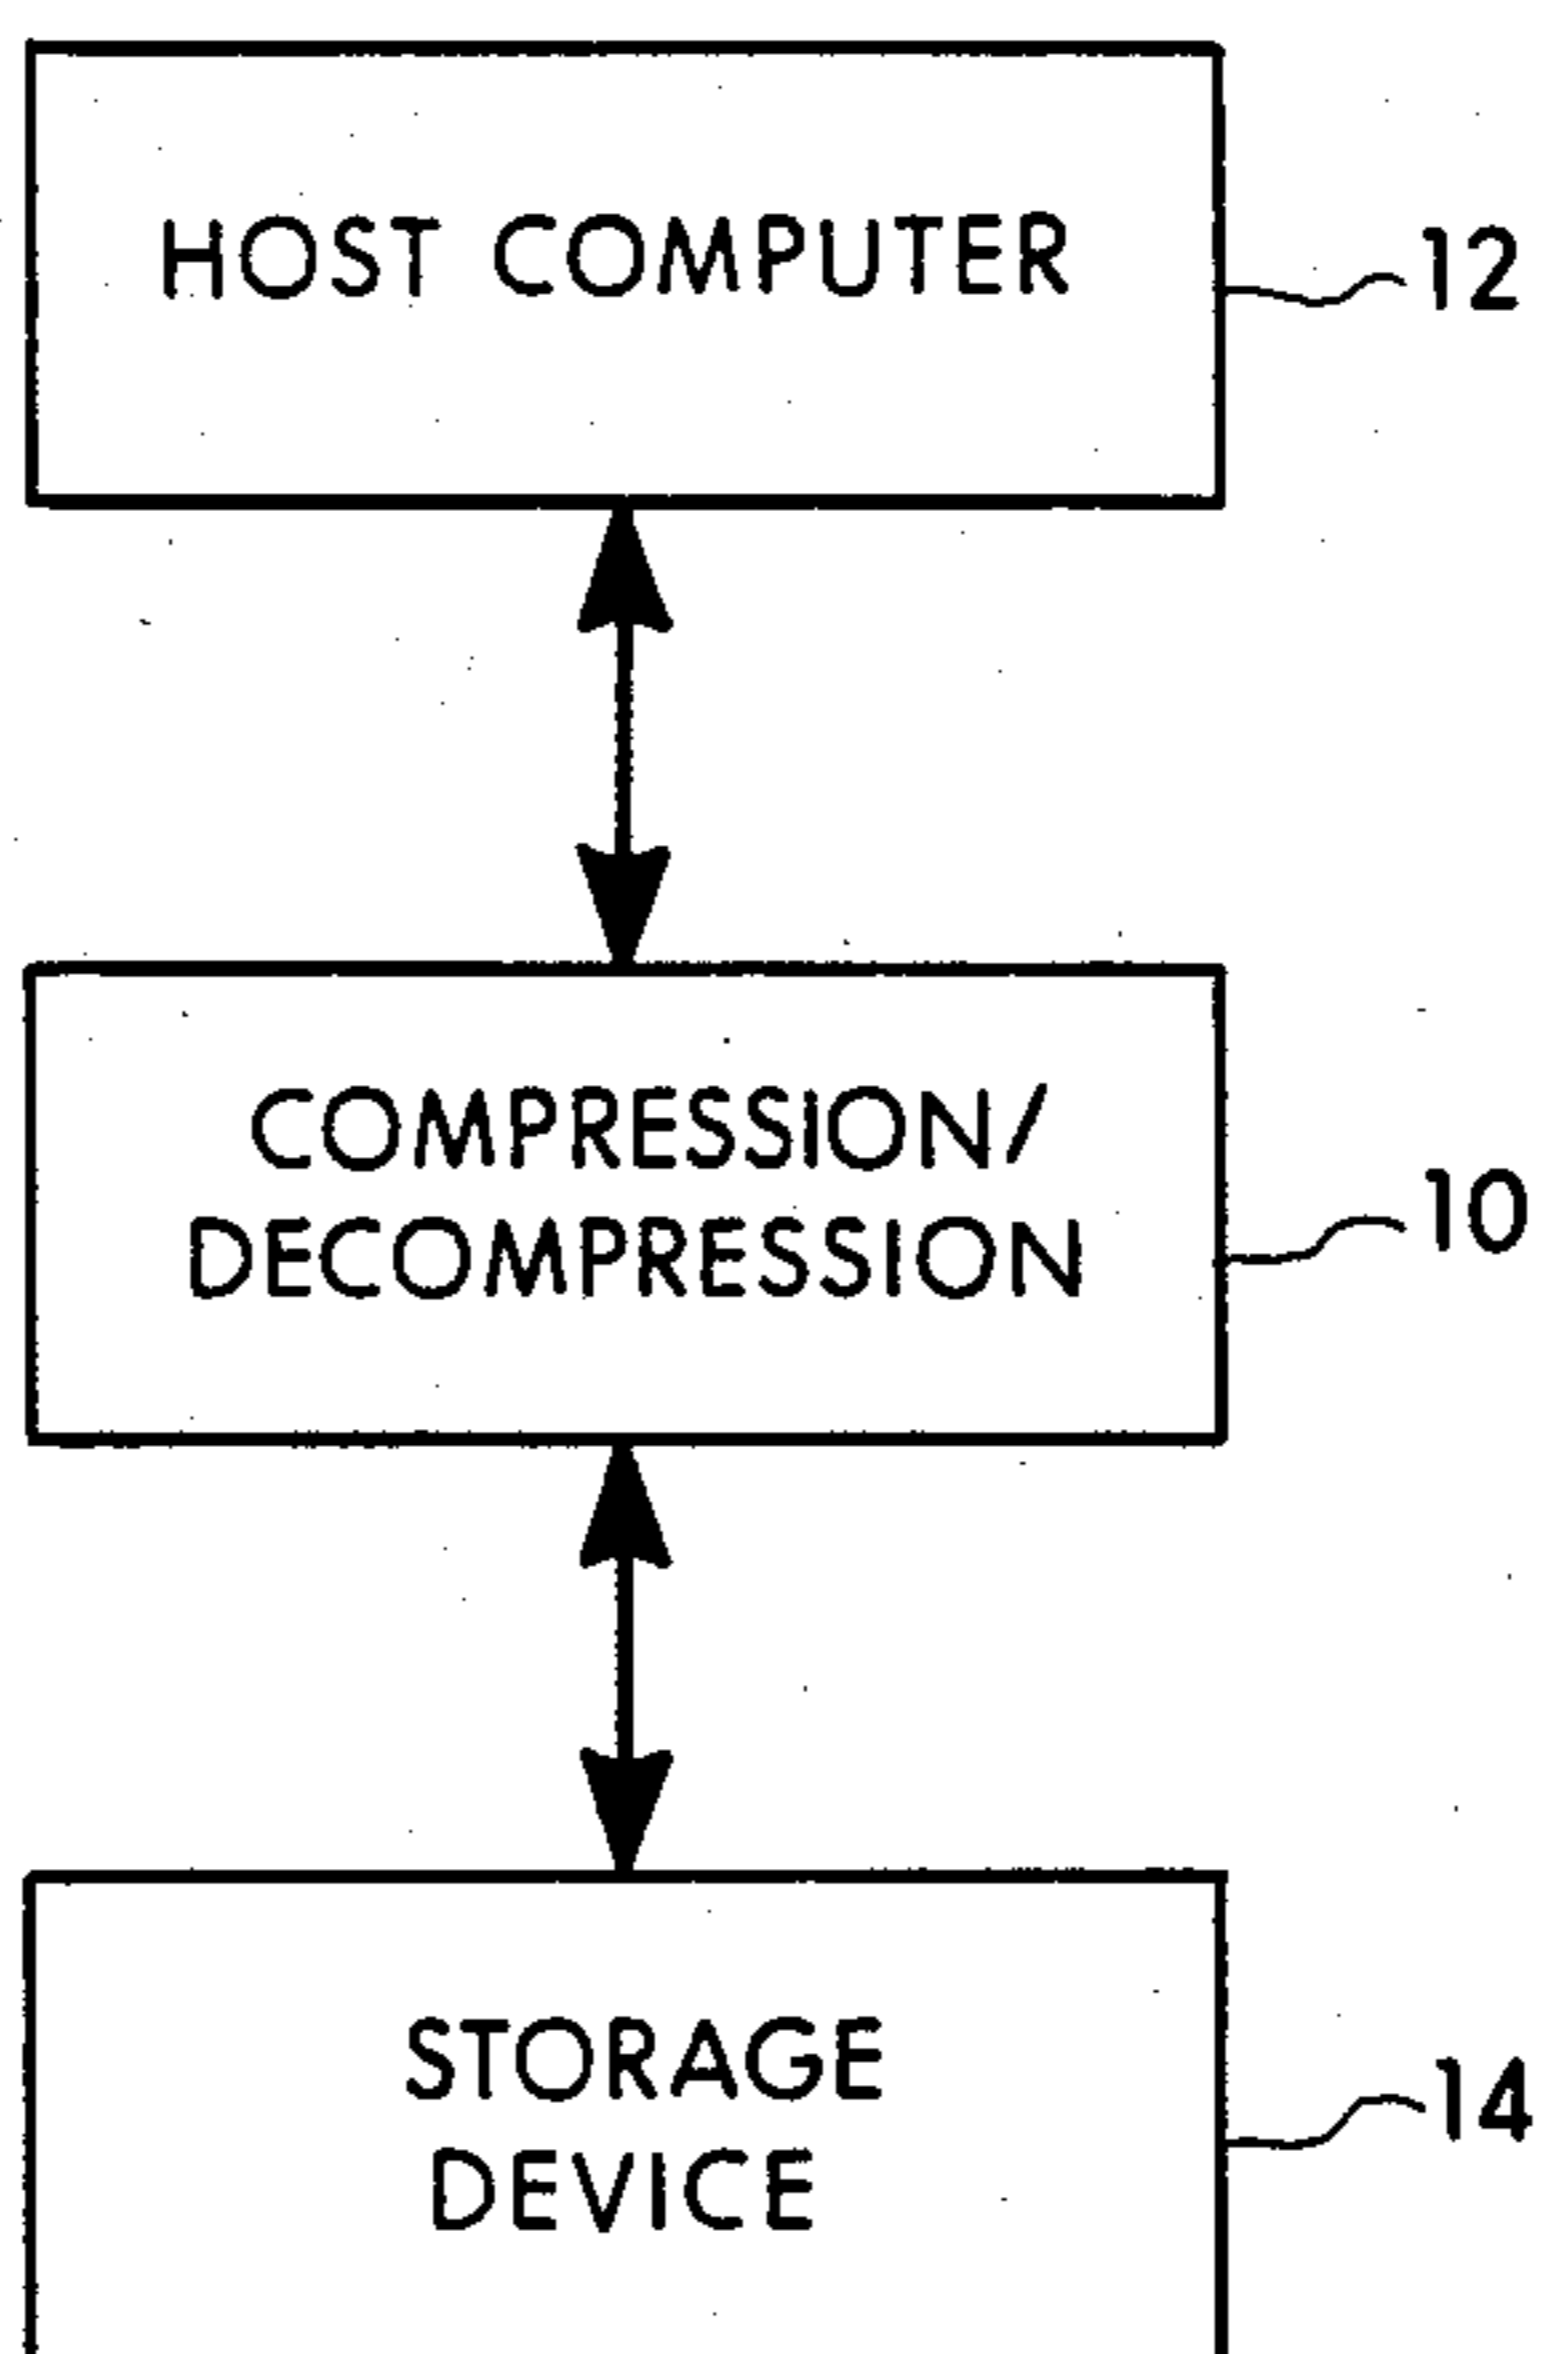 HOST COMPUTER
12
COMPRESSION/
DECOMPRESSION
10
STORAGE
DEVICE
14